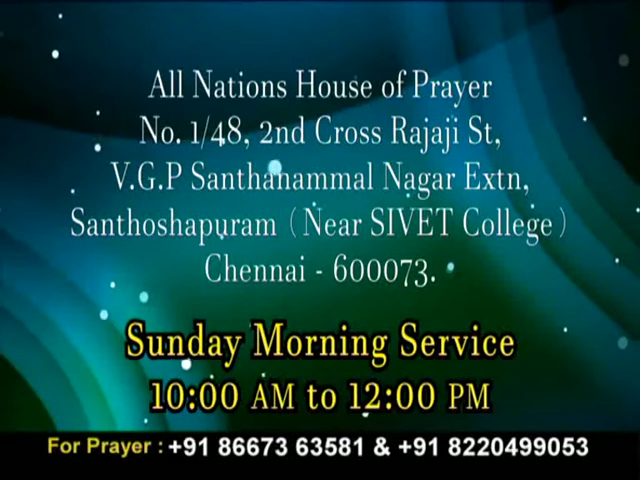 All Nations House of Prayer
No. 1/48, 2nd Cross Rajaji St,
V.G.P Santhanammal Nagar Extn,
Santhoshapuram (Near SIVET College)
Chennai - 600073.
Sunday Morning Service
10:00 AM to 12:00 PM
For Prayer : +91 86673 63581 & +91 8220499053